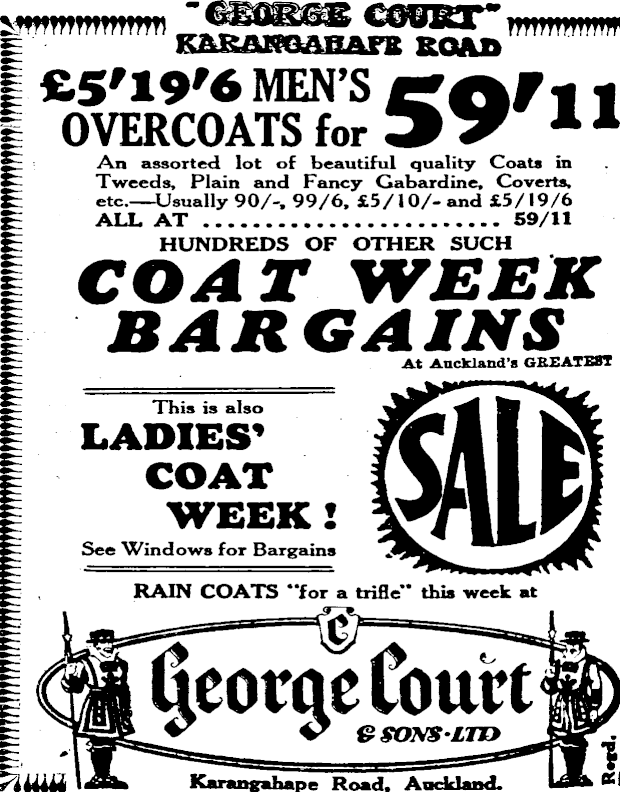 "GEORGE COURT"
KARANGAHAPE ROAD
£5'19'6 MEN'S
OVERCOATS for 59'11
An assorted lot of beautiful quality Coats in
Tweeds, Plain and Fancy Gabardine, Coverts,
etc.—Usually 90/-, 99/6, £5/10/- and £5/19/6
ALL AT ........................ 59/11
HUNDREDS OF OTHER SUCH
COAT WEEK
BARGAINS
At Auckland's GREATEST
This is also
LADIES'
COAT
WEEK!
See Windows for Bargains
SALE
RAIN COATS "for a trifle" this week at
C
George Court
& SONS·LTD
Karangahape Road, Auckland.
Regd.